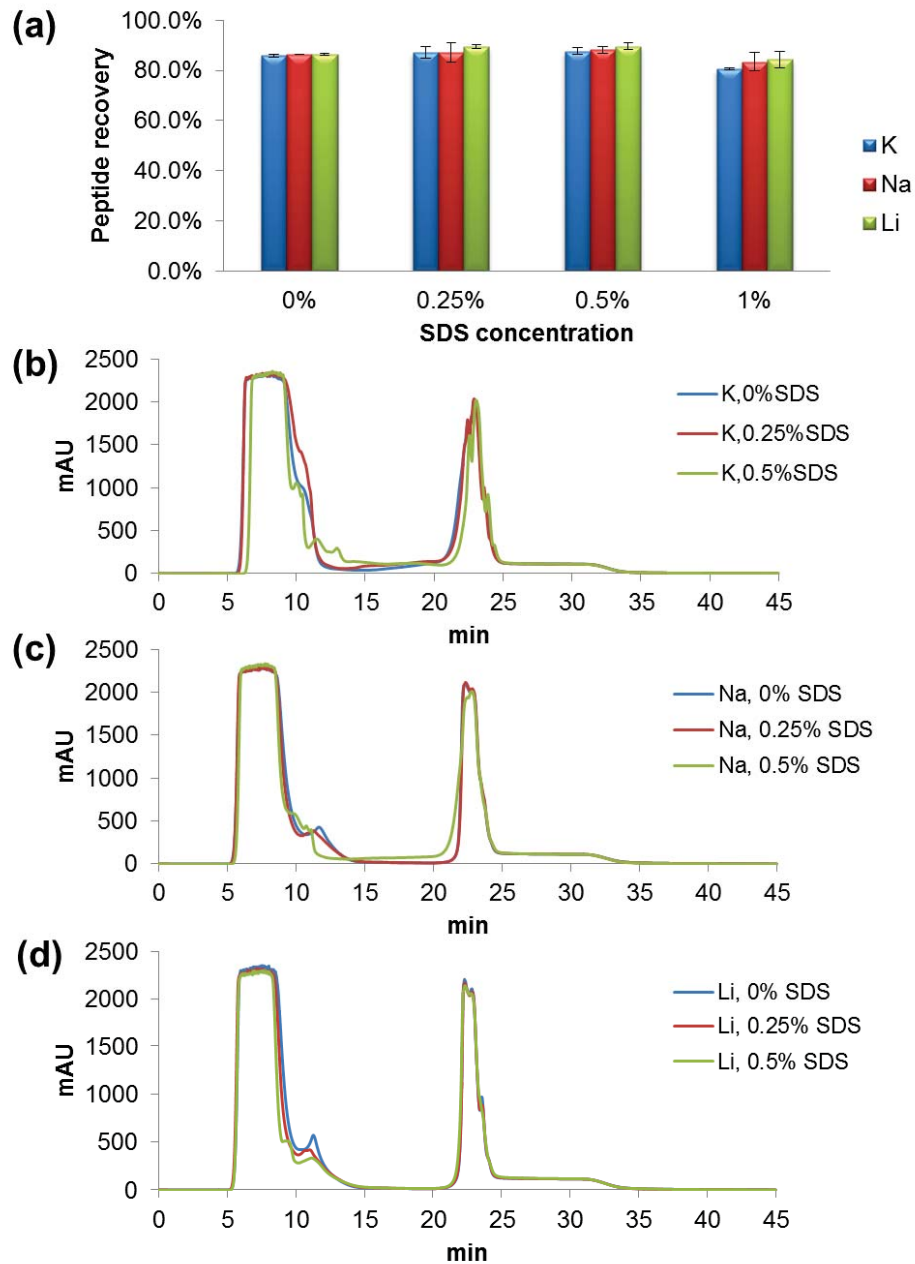 (a)
Peptide recovery
100.0%
80.0%
60.0%
40.0%
20.0%
0.0%
0% 0.25% 0.5% 1%
SDS concentration
K
Na
Li
(b)
mAU
2500
2000
1500
1000
500
0
0 5 10 15 20 25 30 35 40 45
min
K,0%SDS
K,0.25%SDS
K,0.5%SDS
(c)
mAU
2500
2000
1500
1000
500
0
0 5 10 15 20 25 30 35 40 45
min
Na, 0% SDS
Na, 0.25% SDS
Na, 0.5% SDS
(d)
mAU
2500
2000
1500
1000
500
0
0 5 10 15 20 25 30 35 40 45
min
Li, 0% SDS
Li, 0.25% SDS
Li, 0.5% SDS